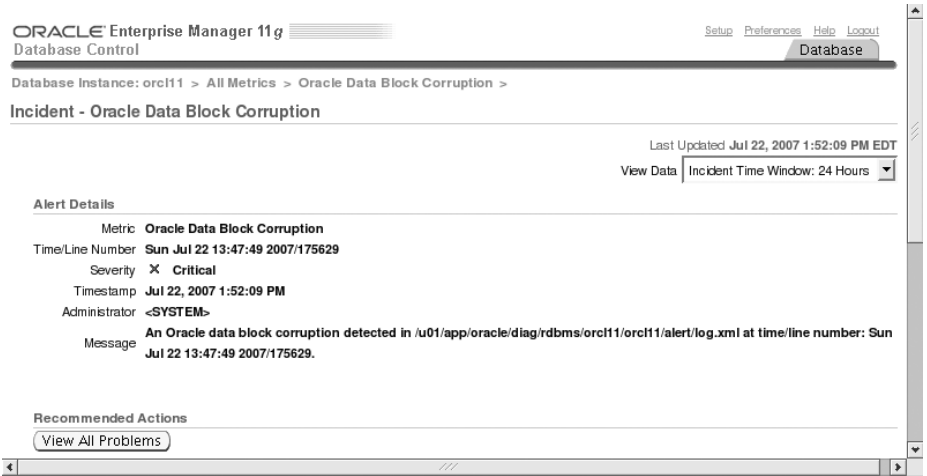 ORACLE Enterprise Manager 11g
Database Control
Setup Preferences Help Logout
Database
Database Instance: orcl11 > All Metrics > Oracle Data Block Corruption >
Incident - Oracle Data Block Corruption
Last Updated Jul 22, 2007 1:52:09 PM EDT
View Data Incident Time Window: 24 Hours
Alert Details
Metric Oracle Data Block Corruption
Time/Line Number Sun Jul 22 13:47:49 2007/175629
Severity Critical
Timestamp Jul 22, 2007 1:52:09 PM
Administrator <SYSTEM>
Message An Oracle data block corruption detected in /u01/app/oracle/diag/rdbms/orcl11/orcl11/alert/log.xml at time/line number: Sun
Jul 22 13:47:49 2007/175629.
Recommended Actions
View All Problems